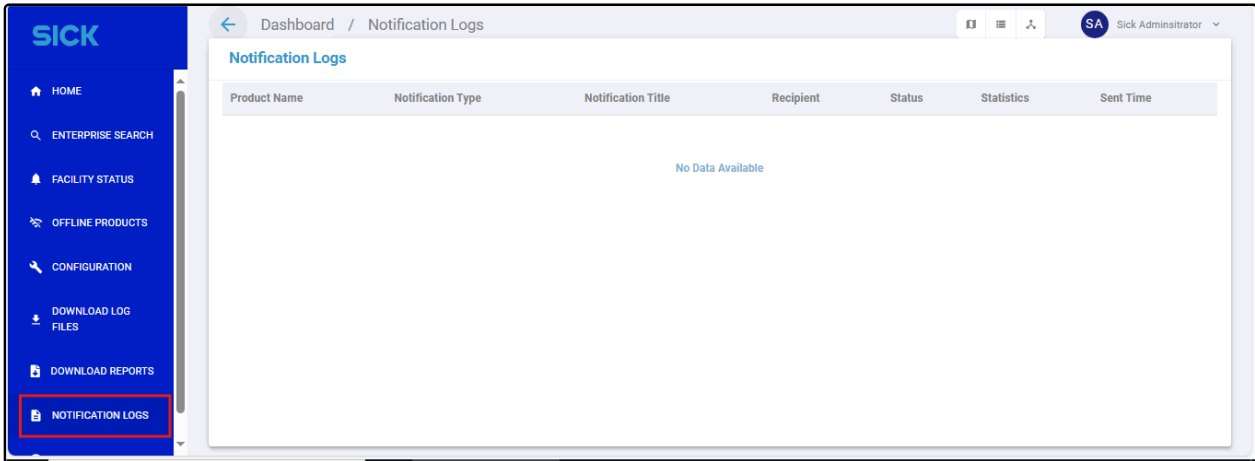 SICK
Dashboard / Notification Logs
SA Sick Adminsitrator
Notification Logs
HOME
ENTERPRISE SEARCH
FACILITY STATUS
OFFLINE PRODUCTS
CONFIGURATION
DOWNLOAD LOG
FILES
DOWNLOAD REPORTS
NOTIFICATION LOGS
Product Name Notification Type Notification Title Recipient Status Statistics Sent Time
No Data Available